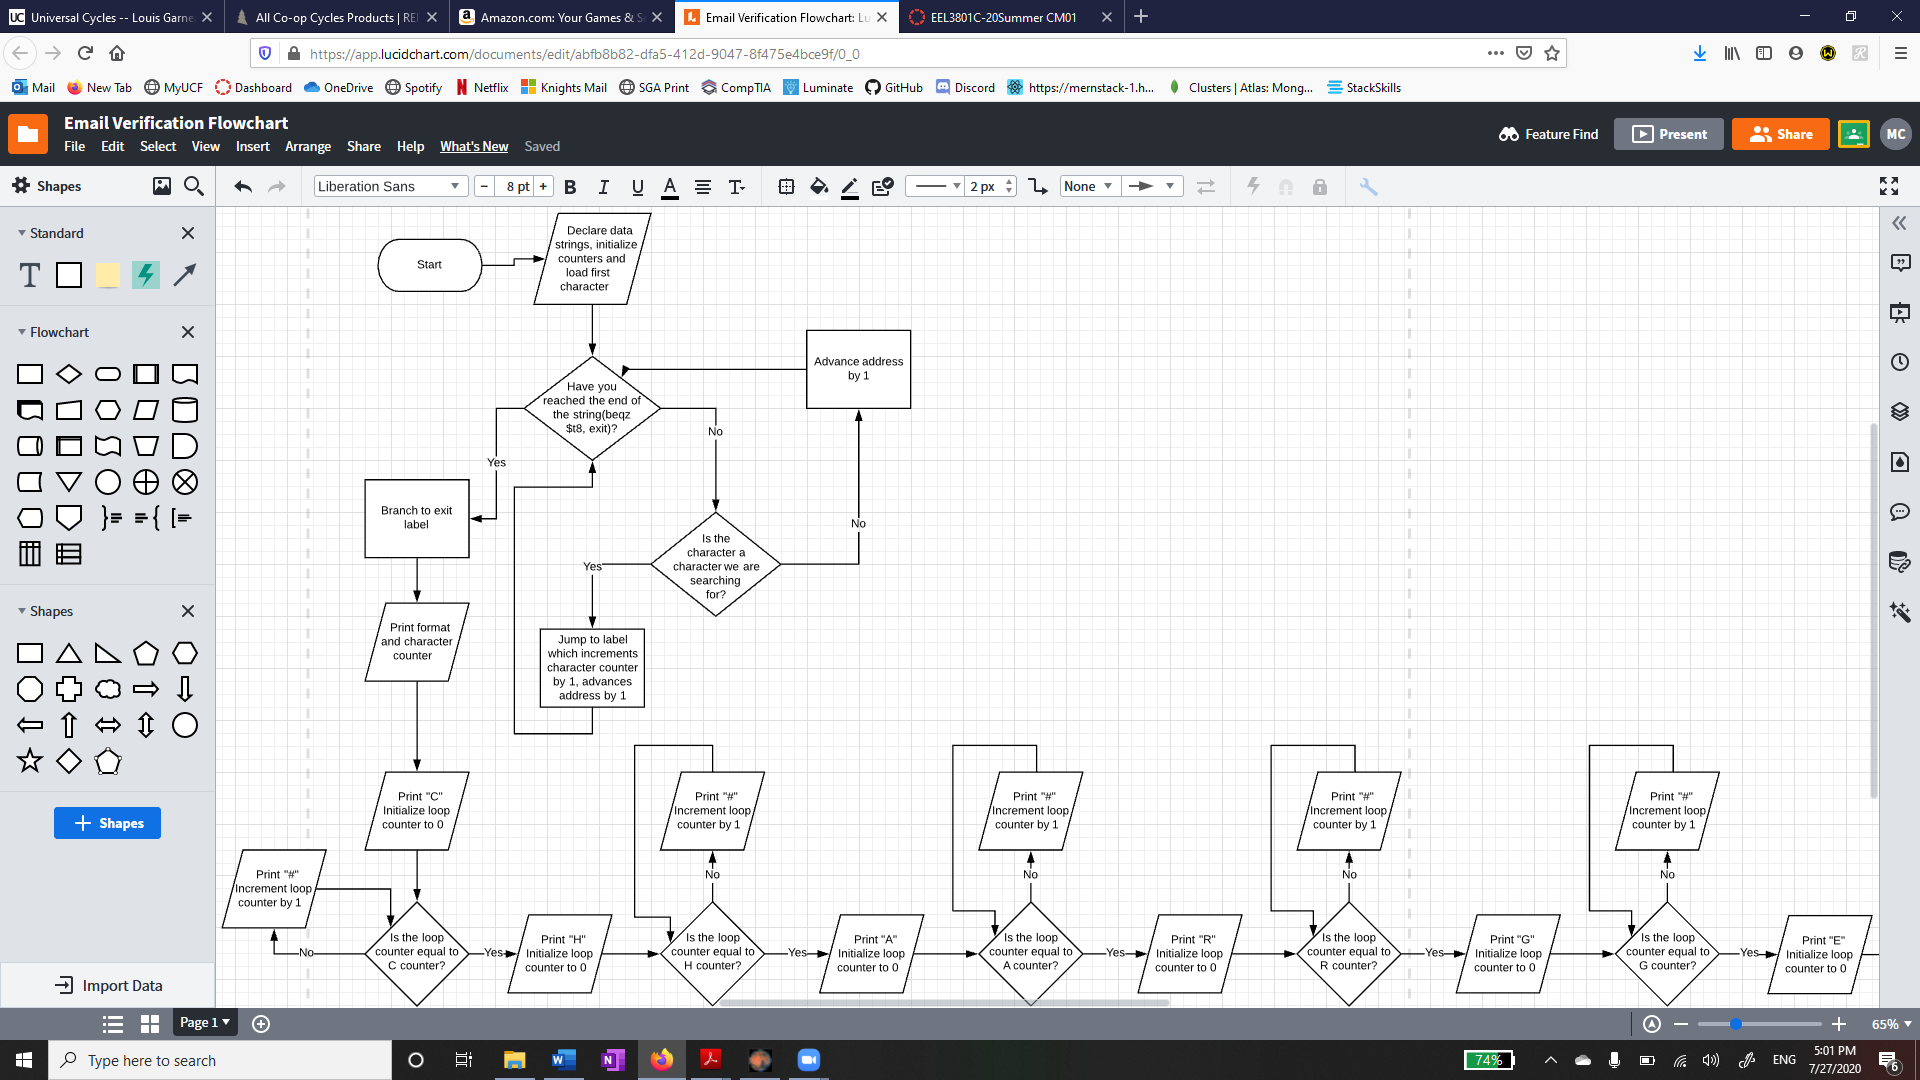 Universal Cycles -- Louis Garne
All Co-op Cycles Products | RE
Amazon.com: Your Games & S
Email Verification Flowchart: Lu
EEL3801C-20Summer CM01
https://app.lucidchart.com/documents/edit/abfb8b82-dfa5-412d-9047-8f475e4bce9f/0_0
Mail
New Tab
MyUCF
Dashboard
OneDrive
Spotify
Netflix
Knights Mail
SGA Print
CompTIA
Luminate
GitHub
Discord
https://mernstack-1.h...
Clusters | Atlas: Mong...
StackSkills
Email Verification Flowchart
File Edit Select View Insert Arrange Share Help What's New Saved
Feature Find
Present
Share
MC
Shapes
Liberation Sans
8 pt
2 px
None
Standard
Flowchart
Shapes
+ Shapes
Import Data
Start
Declare data
strings, initialize
counters and
load first
character
Advance address
by 1
Have you
reached the end of
the string(beqz
$t8, exit)?
No
Yes
Branch to exit
label
No
Is the
character a
character we are
searching
for?
Yes
Print format
and character
counter
Jump to label
which increments
character counter
by 1, advances
address by 1
Print "C"
Initialize loop
counter to 0
Print "#"
Increment loop
counter by 1
Print "#"
Increment loop
counter by 1
Print "#"
Increment loop
counter by 1
Print "#"
Increment loop
counter by 1
Print "#"
Increment loop
counter by 1
No
No
No
No
No
Is the loop
counter equal to
C counter?
Yes
Print "H"
Initialize loop
counter to 0
Is the loop
counter equal to
H counter?
Yes
Print "A"
Initialize loop
counter to 0
Is the loop
counter equal to
A counter?
Yes
Print "R"
Initialize loop
counter to 0
Is the loop
counter equal to
R counter?
Yes
Print "G"
Initialize loop
counter to 0
Is the loop
counter equal to
G counter?
Yes
Print "E"
Initialize loop
counter to 0
Page 1
65%
Type here to search
74%
ENG
5:01 PM
7/27/2020
6